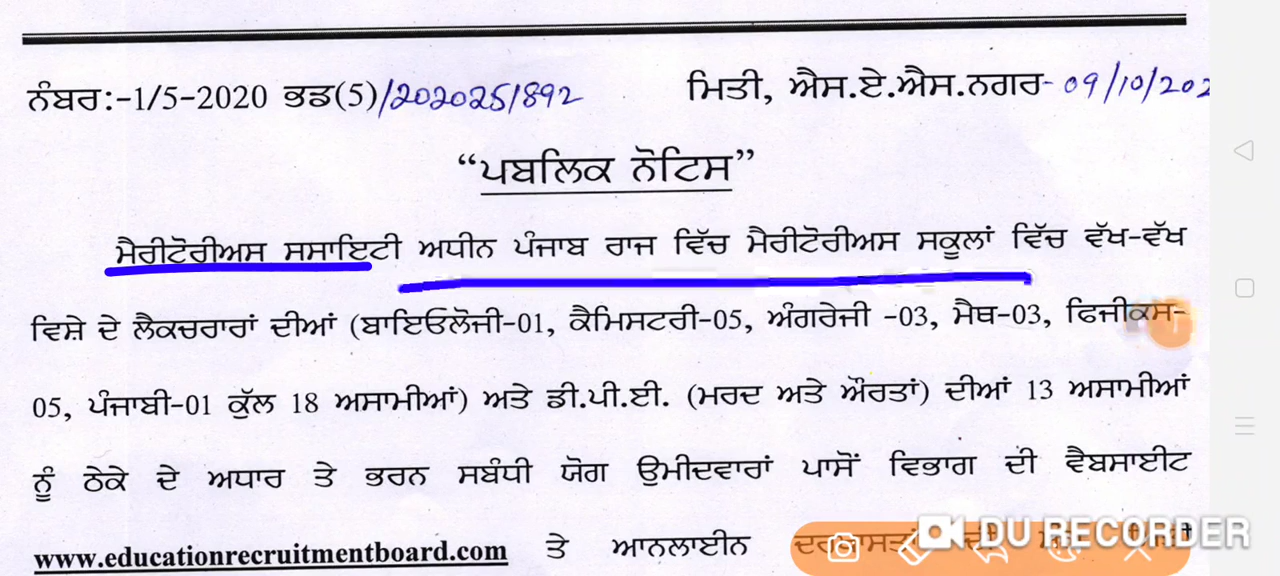 ਨੰਬਰ:-1/5-2020 ਭਡ(5)/202025/892 ਮਿਤੀ, ਐਸ.ਏ.ਐਸ.ਨਗਰ- 09/10/202
“ਪਬਲਿਕ ਨੋਟਿਸ”
ਮੈਰੀਟੋਰੀਅਸ ਸਸਾਇਟੀ ਅਧੀਨ ਪੰਜਾਬ ਰਾਜ ਵਿੱਚ ਮੈਰੀਟੋਰੀਅਸ ਸਕੂਲਾਂ ਵਿੱਚ ਵੱਖ-ਵੱਖ
ਵਿਸ਼ੇ ਦੇ ਲੈਕਚਰਾਰਾਂ ਦੀਆਂ (ਬਾਇਓਲੋਜੀ-01, ਕੈਮਿਸਟਰੀ-05, ਅੰਗਰੇਜੀ -03, ਮੈਥ-03, ਫਿਜੀਕਸ-
05, ਪੰਜਾਬੀ-01 ਕੁੱਲ 18 ਅਸਾਮੀਆਂ) ਅਤੇ ਡੀ.ਪੀ.ਈ. (ਮਰਦ ਅਤੇ ਔਰਤਾਂ) ਦੀਆਂ 13 ਅਸਾਮੀਆਂ
ਨੂੰ ਠੇਕੇ ਦੇ ਅਧਾਰ ਤੇ ਭਰਨ ਸਬੰਧੀ ਯੋਗ ਉਮੀਦਵਾਰਾਂ ਪਾਸੋਂ ਵਿਭਾਗ ਦੀ ਵੈਬਸਾਈਟ
www.educationrecruitmentboard.com ਤੇ ਆਨਲਾਈਨ
DU RECORDER